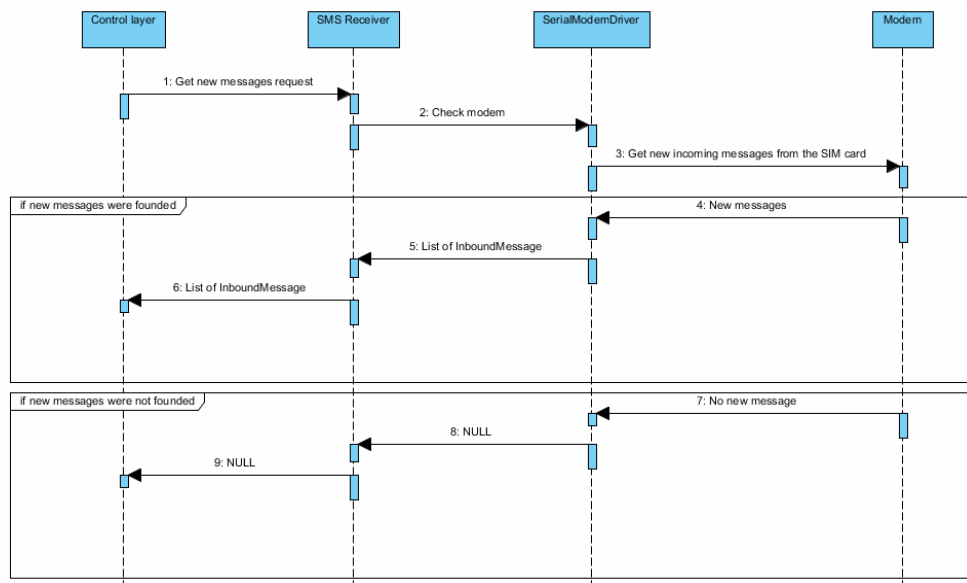 Control layer
SMS Receiver
SerialModemDriver
Modem
1: Get new messages request
2: Check modem
3: Get new incoming messages from the SIM card
if new messages were founded
4: New messages
5: List of InboundMessage
6: List of InboundMessage
if new messages were not founded
7: No new message
8: NULL
9: NULL